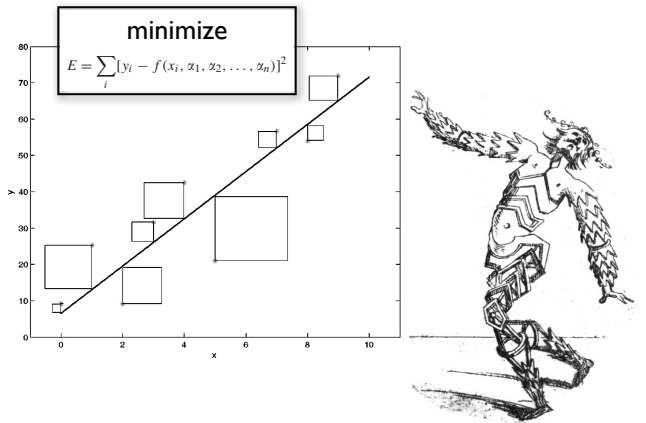 minimize
E = ∑_i [y_i − f(x_i, α_1, α_2, . . . , α_n)]^2
80
70
60
50
40
30
20
10
0
y
0 2 4 6 8 10
x